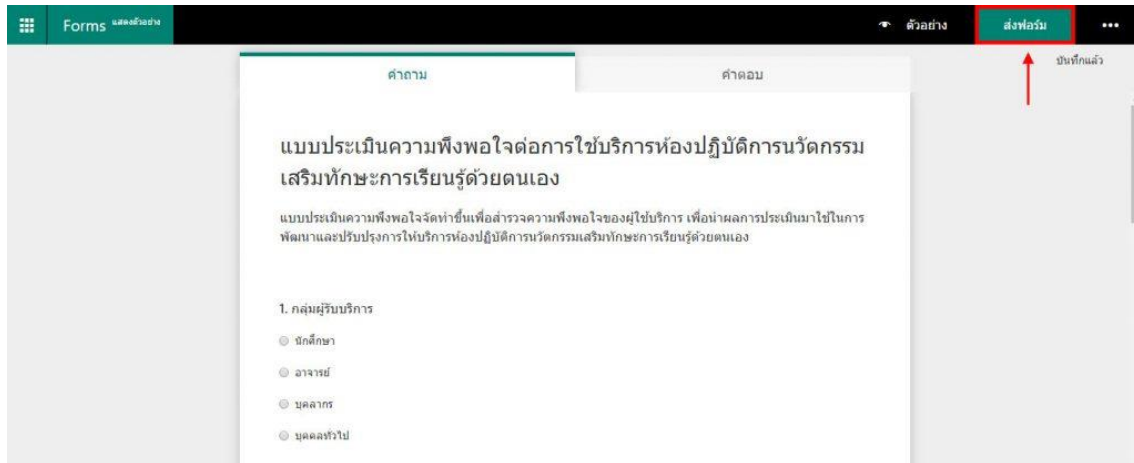 Forms แสดงตัวอย่าง
ตัวอย่าง
ส่งฟอร์ม
บันทึกแล้ว
คำถาม
คำตอบ
แบบประเมินความพึงพอใจต่อการใช้บริการห้องปฏิบัติการนวัตกรรม
เสริมทักษะการเรียนรู้ด้วยตนเอง
แบบประเมินความพึงพอใจจัดทำขึ้นเพื่อสำรวจความพึงพอใจของผู้ใช้บริการ เพื่อนำผลการประเมินมาใช้ในการ
พัฒนาและปรับปรุงการให้บริการห้องปฏิบัติการนวัตกรรมเสริมทักษะการเรียนรู้ด้วยตนเอง
1. กลุ่มผู้รับบริการ
นักศึกษา
อาจารย์
บุคลากร
บุคคลทั่วไป